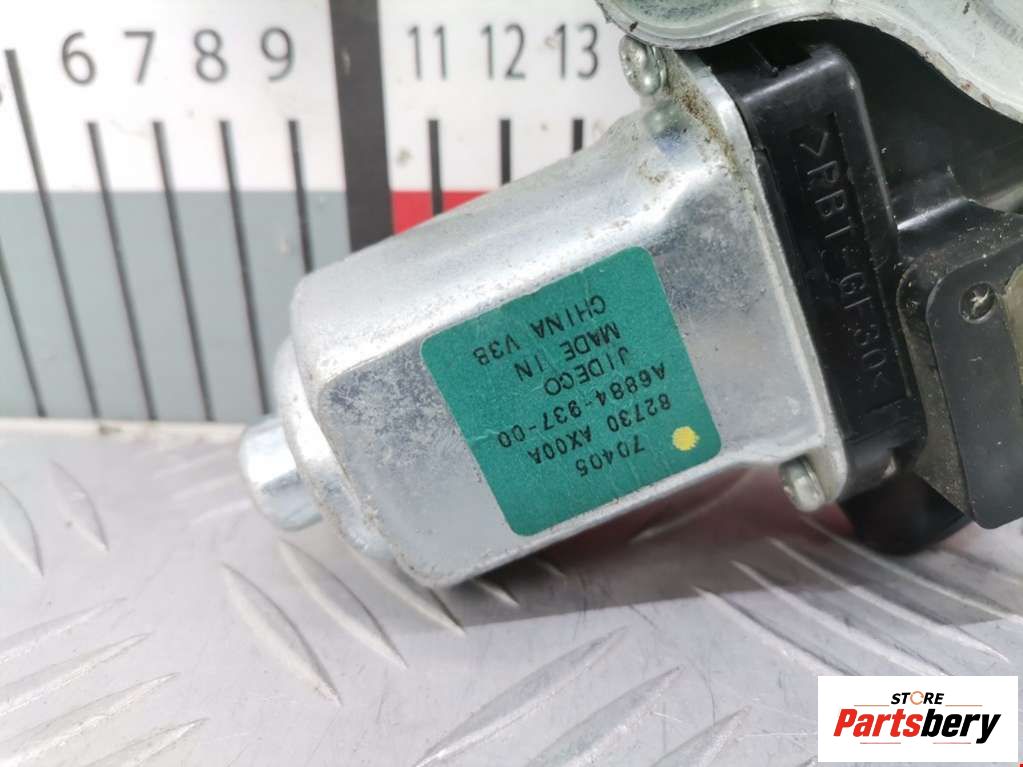 6 7 8 9 11 12 13
>PBT-GF30<
70405
82730 AX00A
A6884-937-00
JIDECO
MADE IN
CHINA V3B
STORE
Partsbery